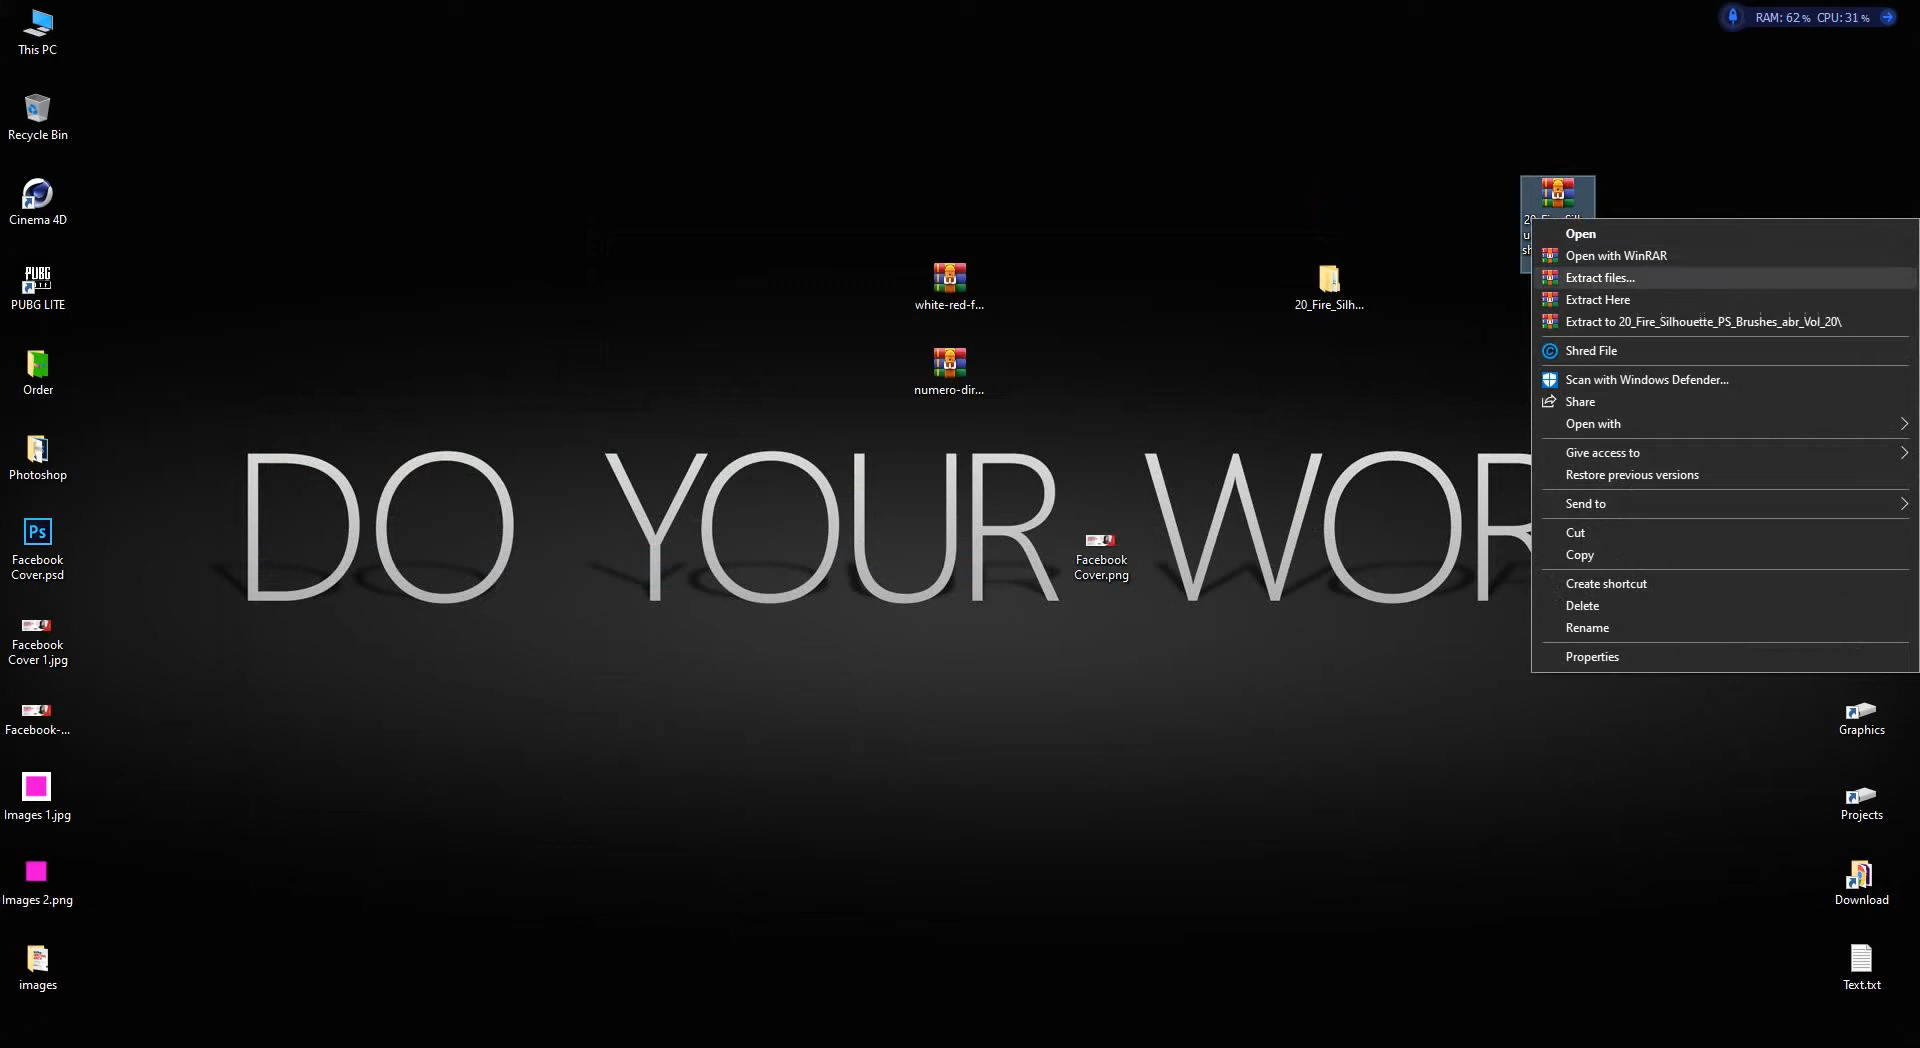 RAM: 62% CPU: 31%
This PC
Recycle Bin
Cinema 4D
PUBG LITE
Order
Photoshop
Ps
Facebook
Cover.psd
Facebook
Cover 1.jpg
Facebook-...
Images 1.jpg
Images 2.png
images
white-red-f...
numero-dir...
20_Fire_Silh...
DO YOUR WOR
Facebook
Cover.png
Open
Open with WinRAR
Extract files...
Extract Here
Extract to 20_Fire_Silhouette_PS_Brushes_abr_Vol_20\
Shred File
Scan with Windows Defender...
Share
Open with
Give access to
Restore previous versions
Send to
Cut
Copy
Create shortcut
Delete
Rename
Properties
Graphics
Projects
Download
Text.txt